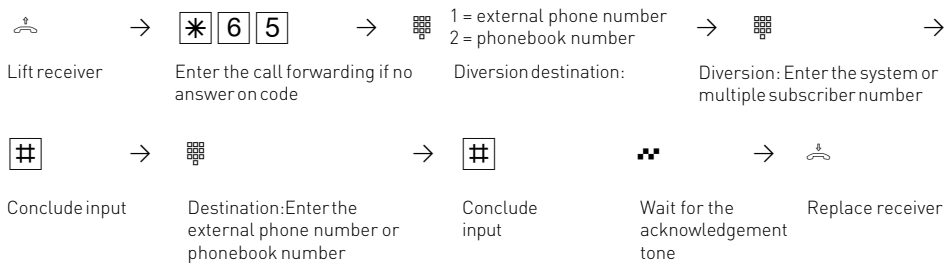 1 = external phone number
2 = phonebook number
* 6 5
Lift receiver
Enter the call forwarding if no
answer on code
Diversion destination:
Diversion: Enter the system or
multiple subscriber number
#
#
Conclude input
Destination:Enter the
external phone number or
phonebook number
Conclude
input
Wait for the
acknowledgement
tone
Replace receiver